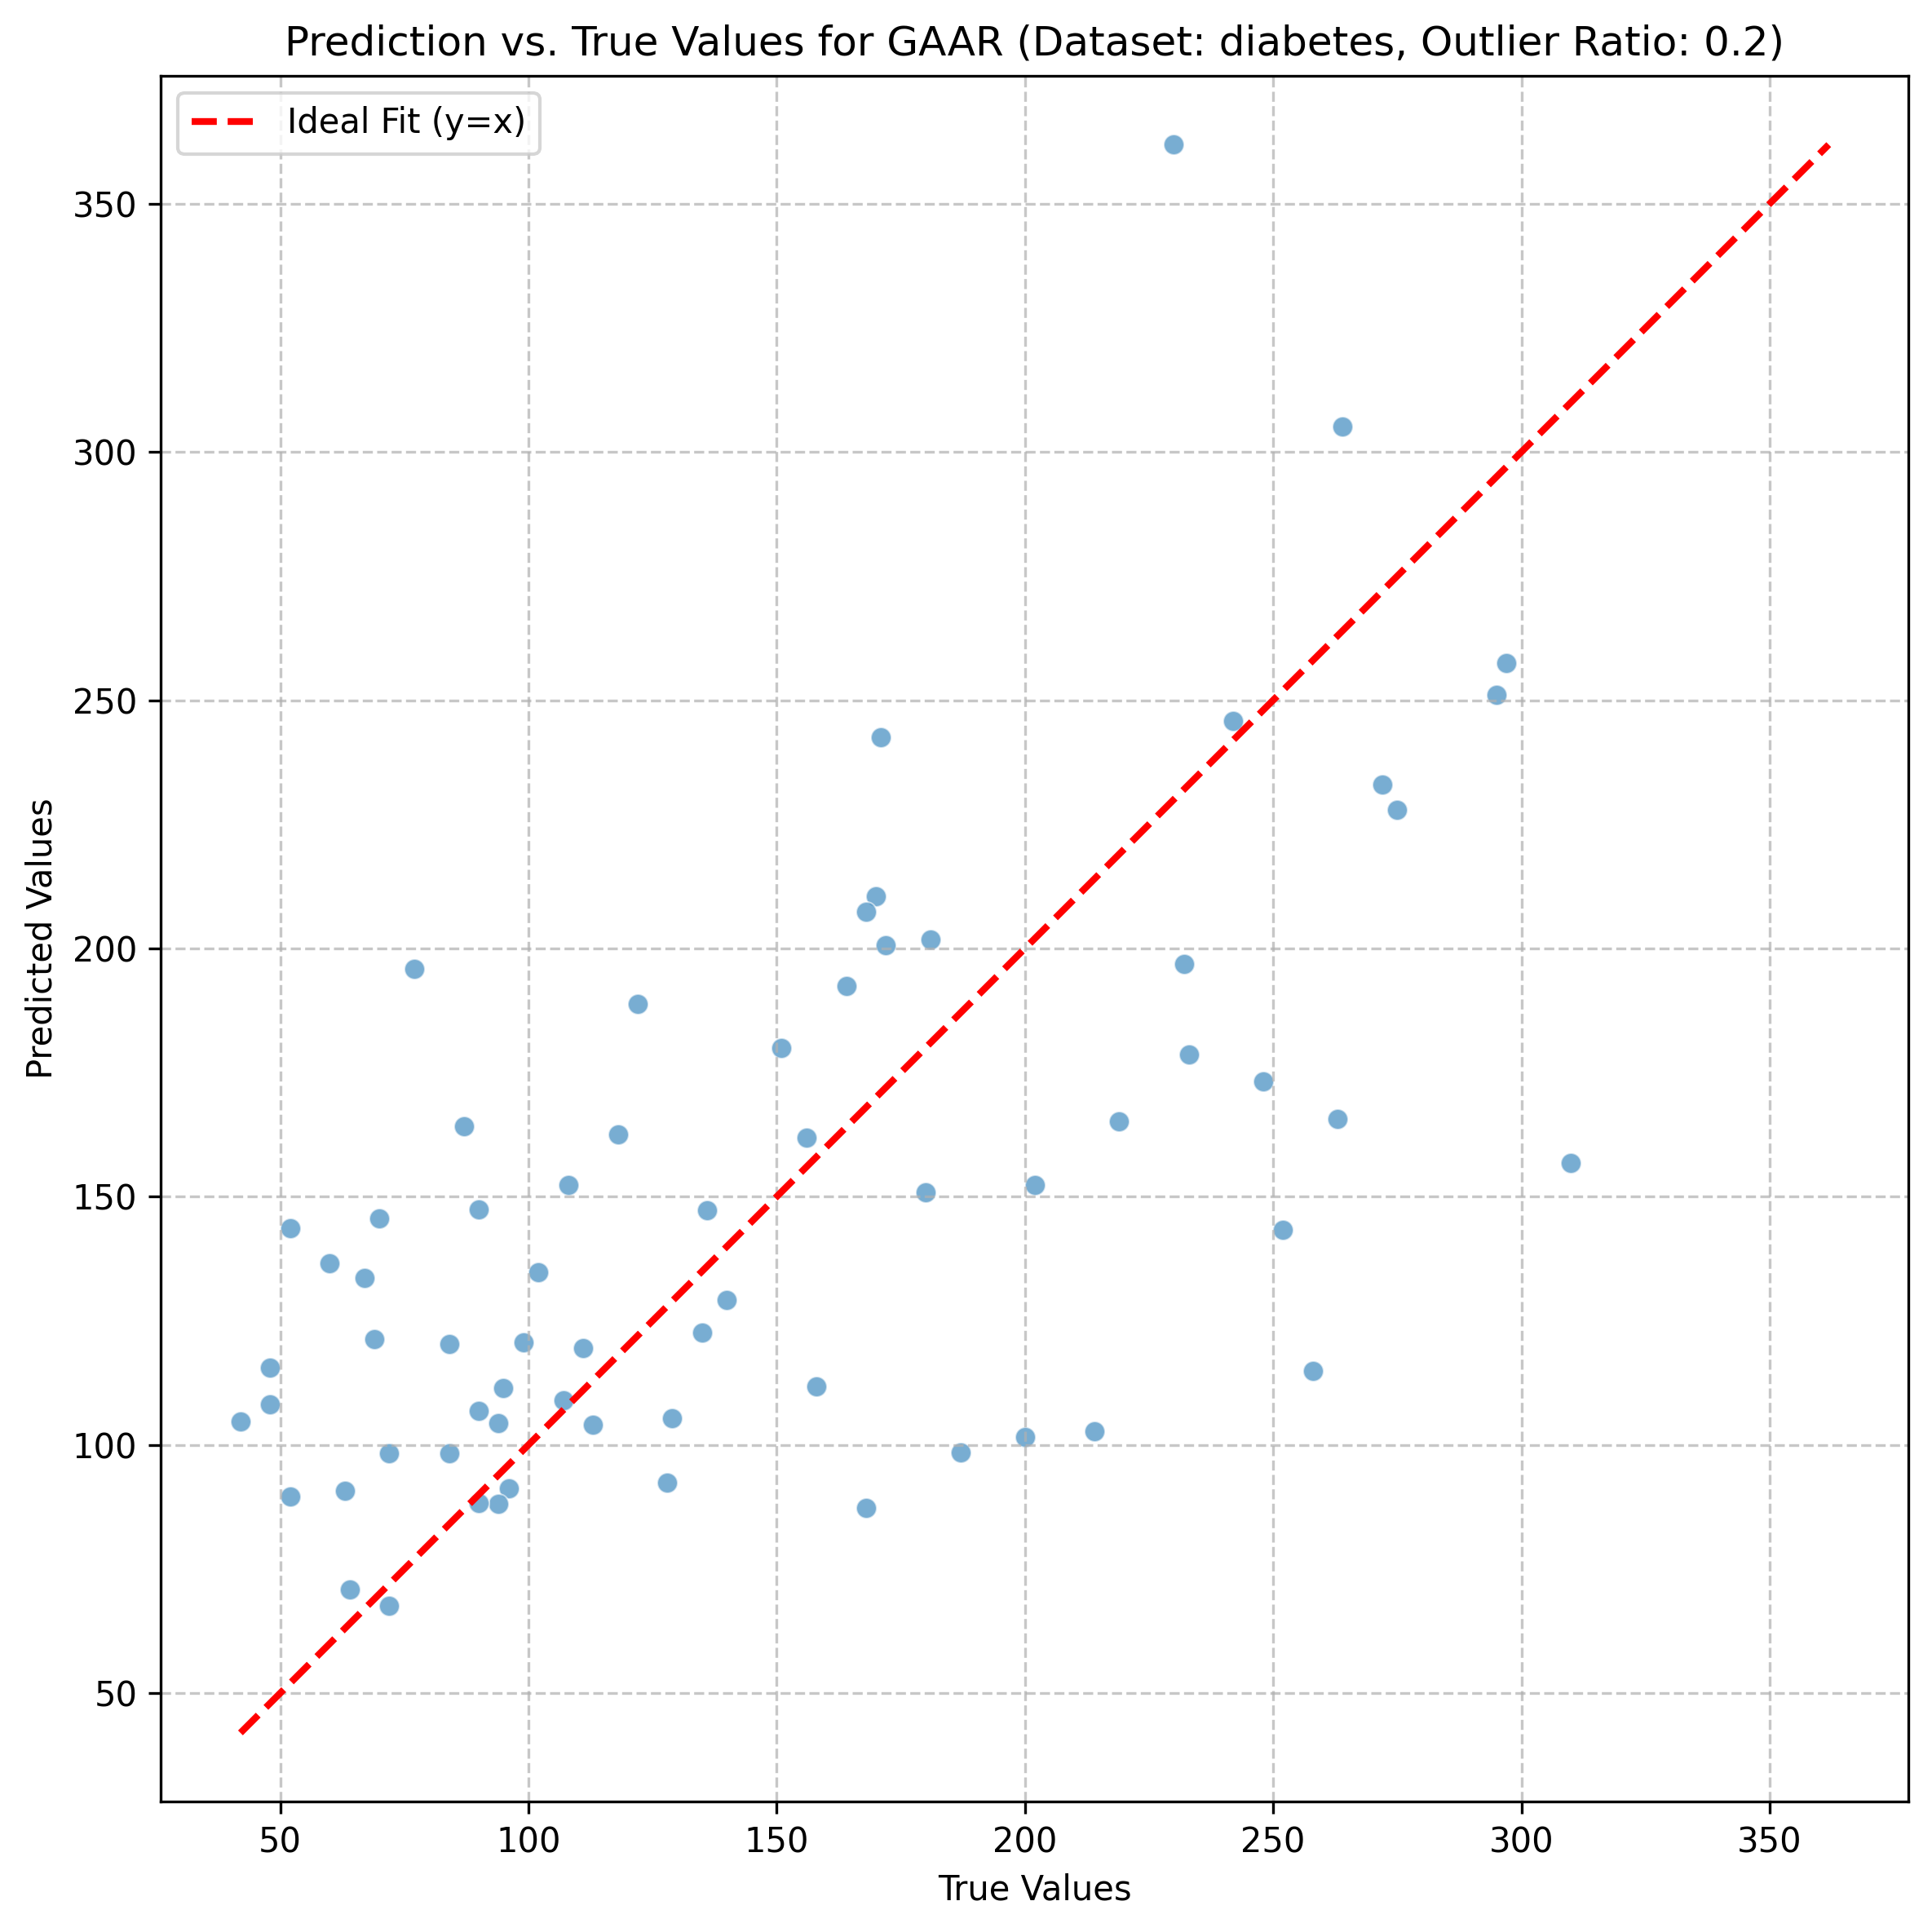 Prediction vs. True Values for GAAR (Dataset: diabetes, Outlier Ratio: 0.2)
Ideal Fit (y=x)
350
300
250
200
150
100
50
Predicted Values
50 100 150 200 250 300 350
True Values